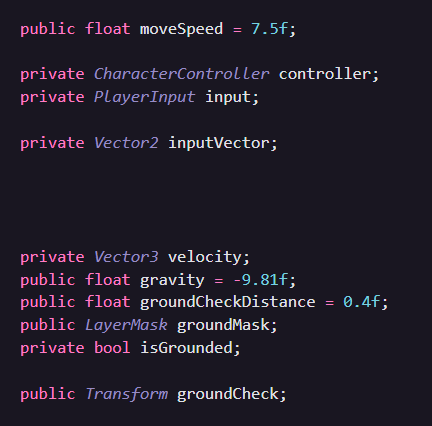 public float moveSpeed = 7.5f;
private CharacterController controller;
private PlayerInput input;
private Vector2 inputVector;
private Vector3 velocity;
public float gravity = -9.81f;
public float groundCheckDistance = 0.4f;
public LayerMask groundMask;
private bool isGrounded;
public Transform groundCheck;